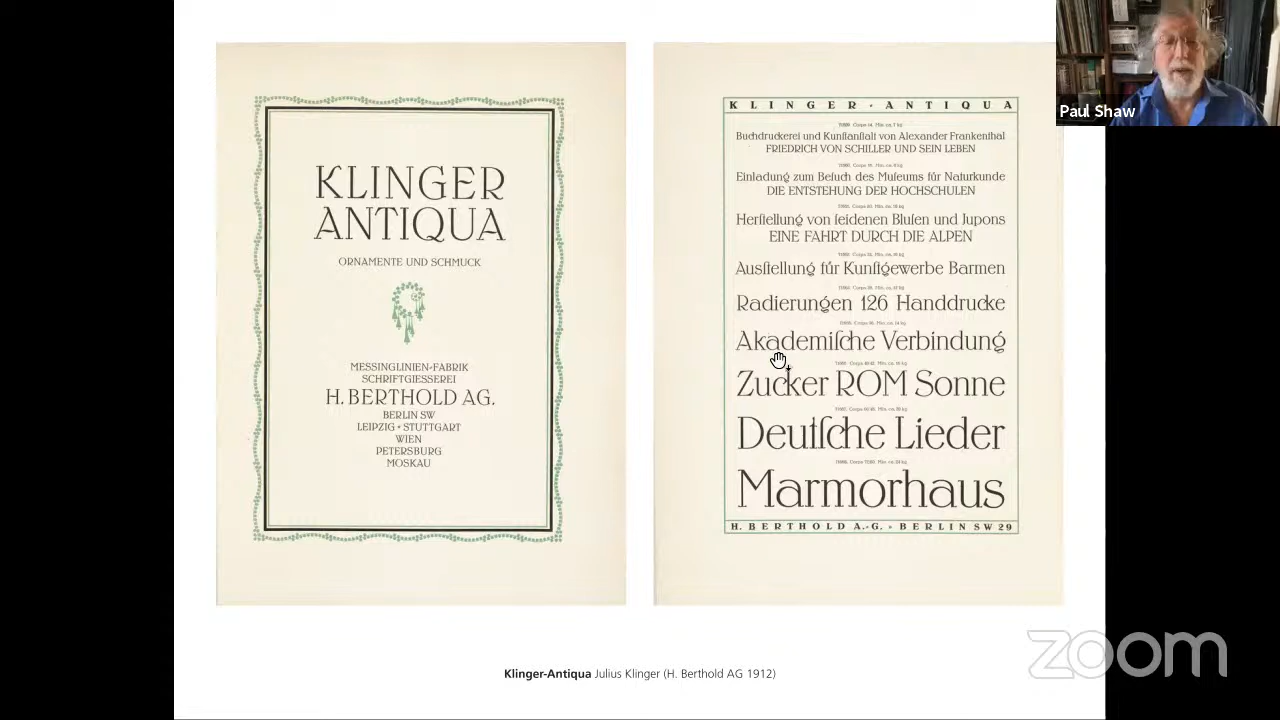 KLINGER
ANTIQUA
ORNAMENTE UND SCHMUCK
MESSINGLINIEN-FABRIK
SCHRIFTGIESSEREI
H. BERTHOLD AG.
BERLIN SW
LEIPZIG * STUTTGART
WIEN
PETERSBURG
MOSKAU
KLINGER-ANTIQUA
Buchdruckerei und Kunſtanſtalt von Alexander Frankenthal
FRIEDRICH VON SCHILLER UND SEIN LEBEN
Einladung zum Beſuch des Muſeums für Naturkunde
DIE ENTSTEHUNG DER HOCHSCHULEN
Herſtellung von ſeidenen Bluſen und Jupons
EINE FAHRT DURCH DIE ALPEN
Ausſtellung für Kunſtgewerbe Barmen
Radierungen 126 Handdrucke
Akademiſche Verbindung
Zucker ROM Sonne
Deutſche Lieder
Marmorhaus
H. BERTHOLD A.-G. * BERLIN SW 29
Paul Shaw
Klinger-Antiqua Julius Klinger (H. Berthold AG 1912)
zoom